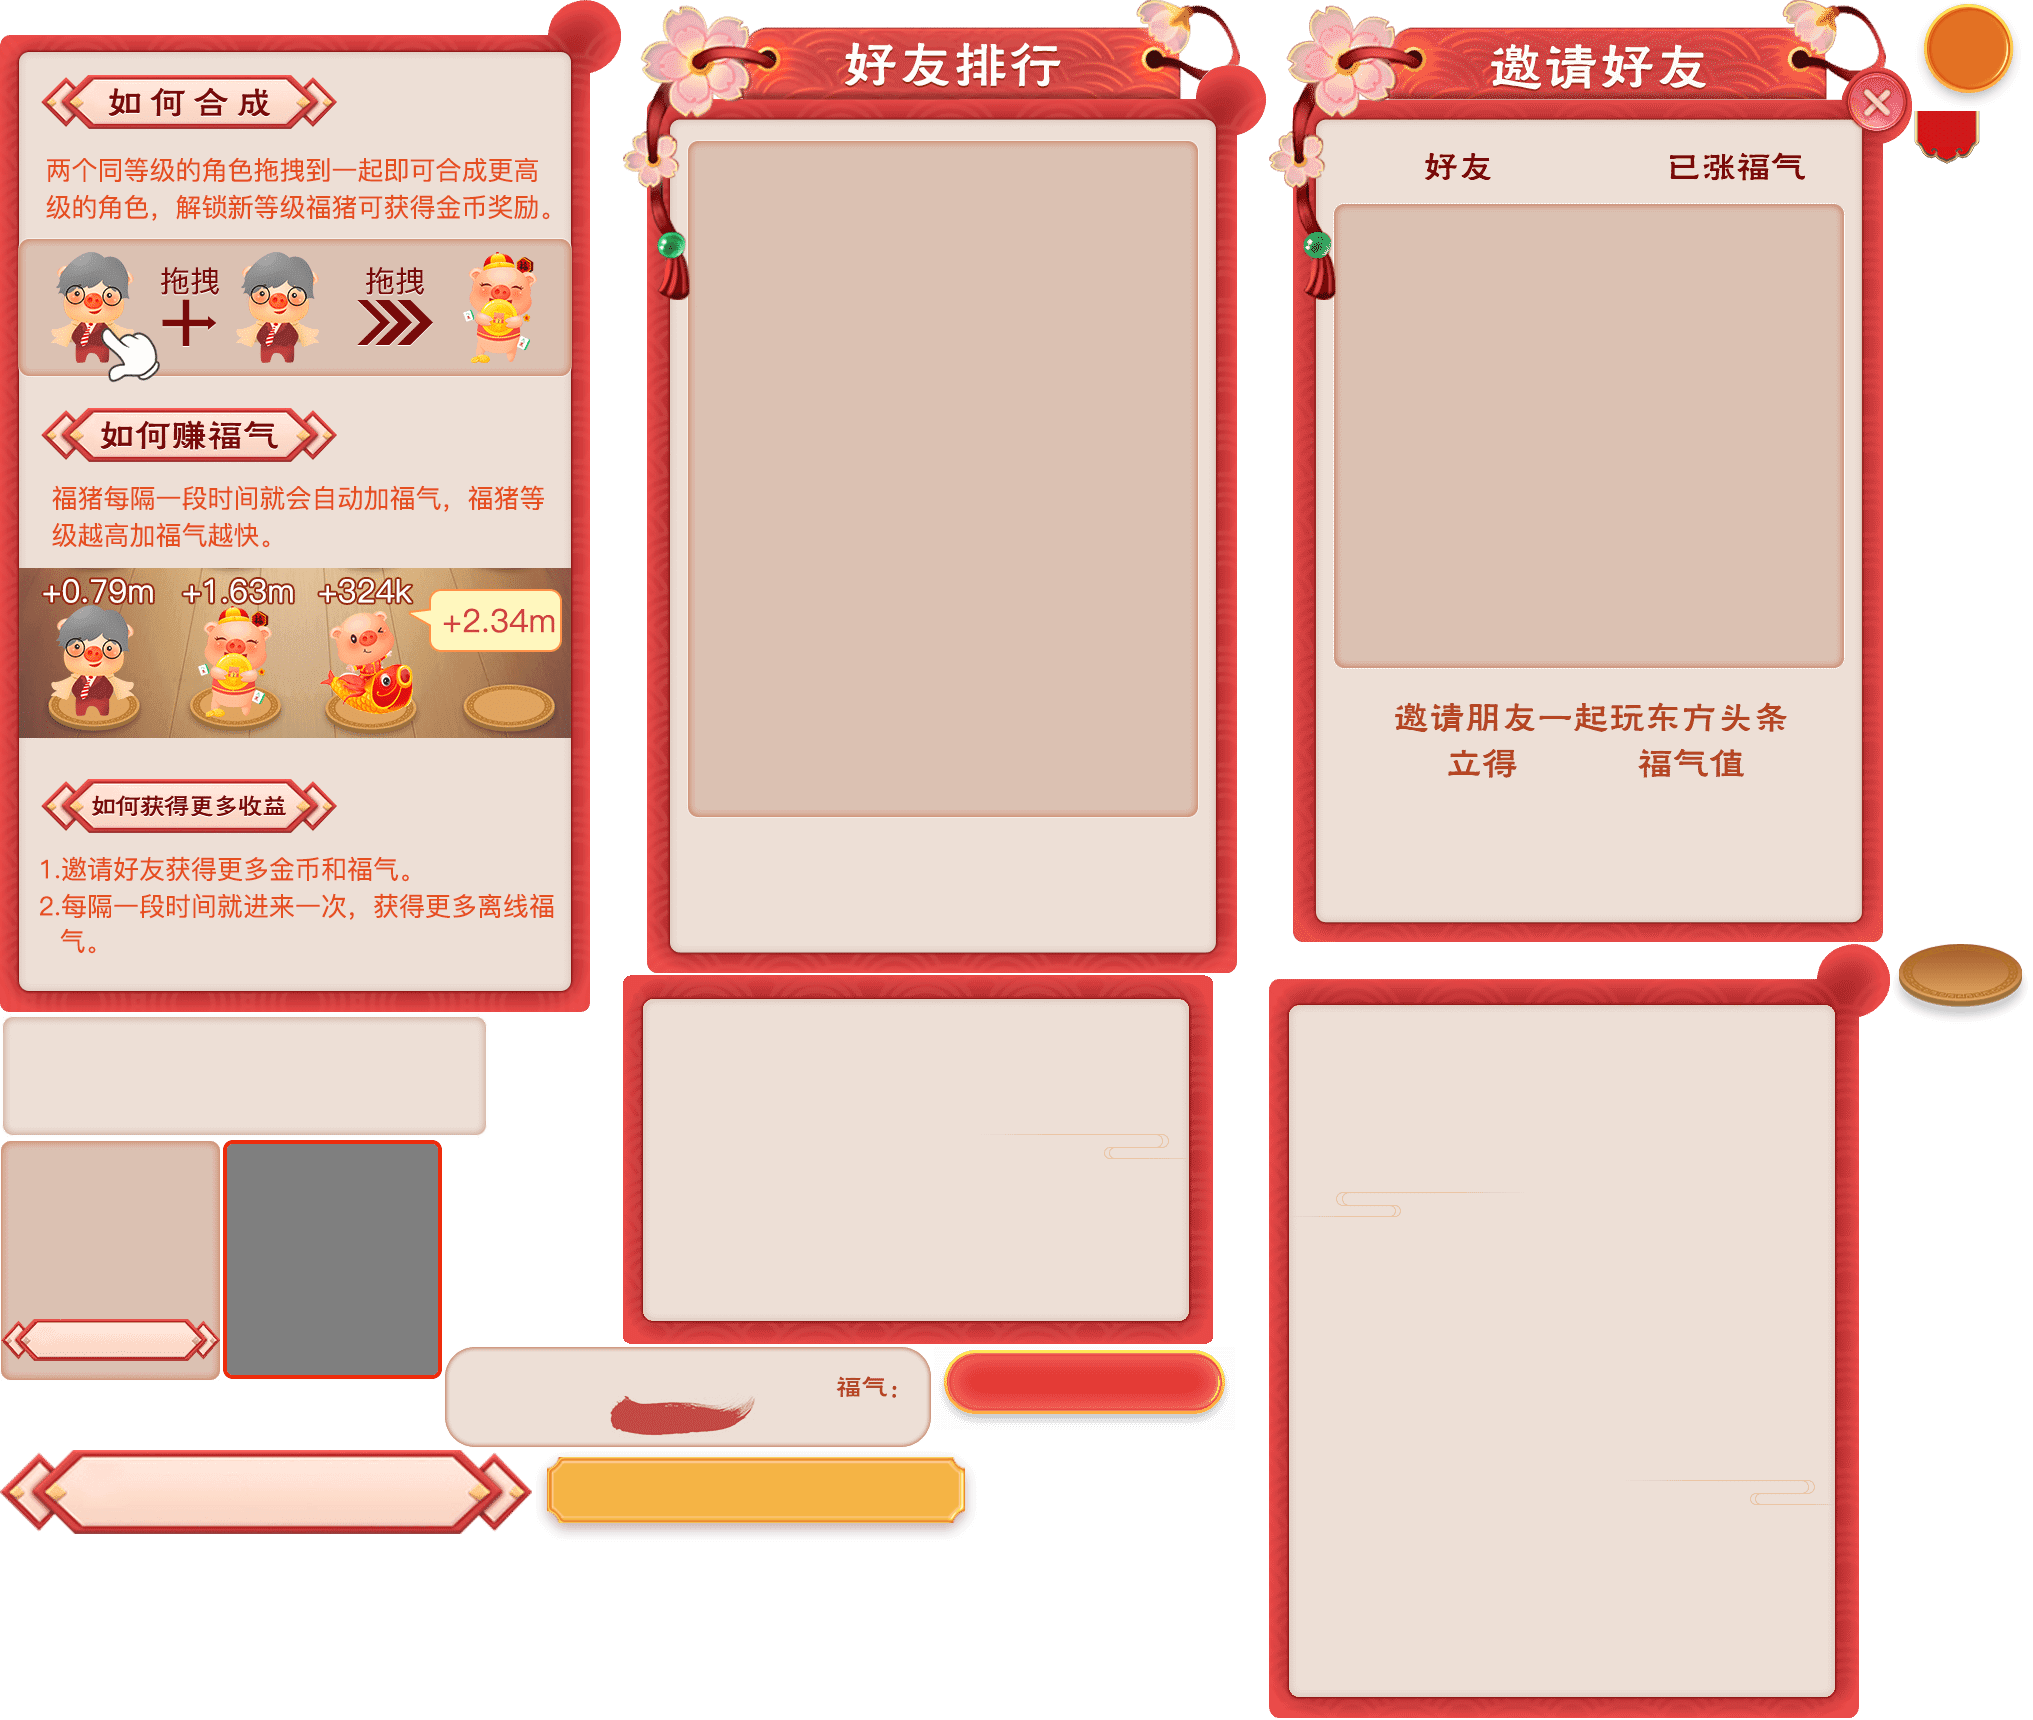 如何合成
两个同等级的角色拖拽到一起即可合成更高
级的角色，解锁新等级福猪可获得金币奖励。
拖拽 拖拽
如何赚福气
福猪每隔一段时间就会自动加福气，福猪等
级越高加福气越快。
+0.79m +1.63m +324k
+2.34m
如何获得更多收益
1.邀请好友获得更多金币和福气。
2.每隔一段时间就进来一次，获得更多离线福
气。
好友排行
邀请好友
好友 已涨福气
邀请朋友一起玩东方头条
立得 福气值
福气：